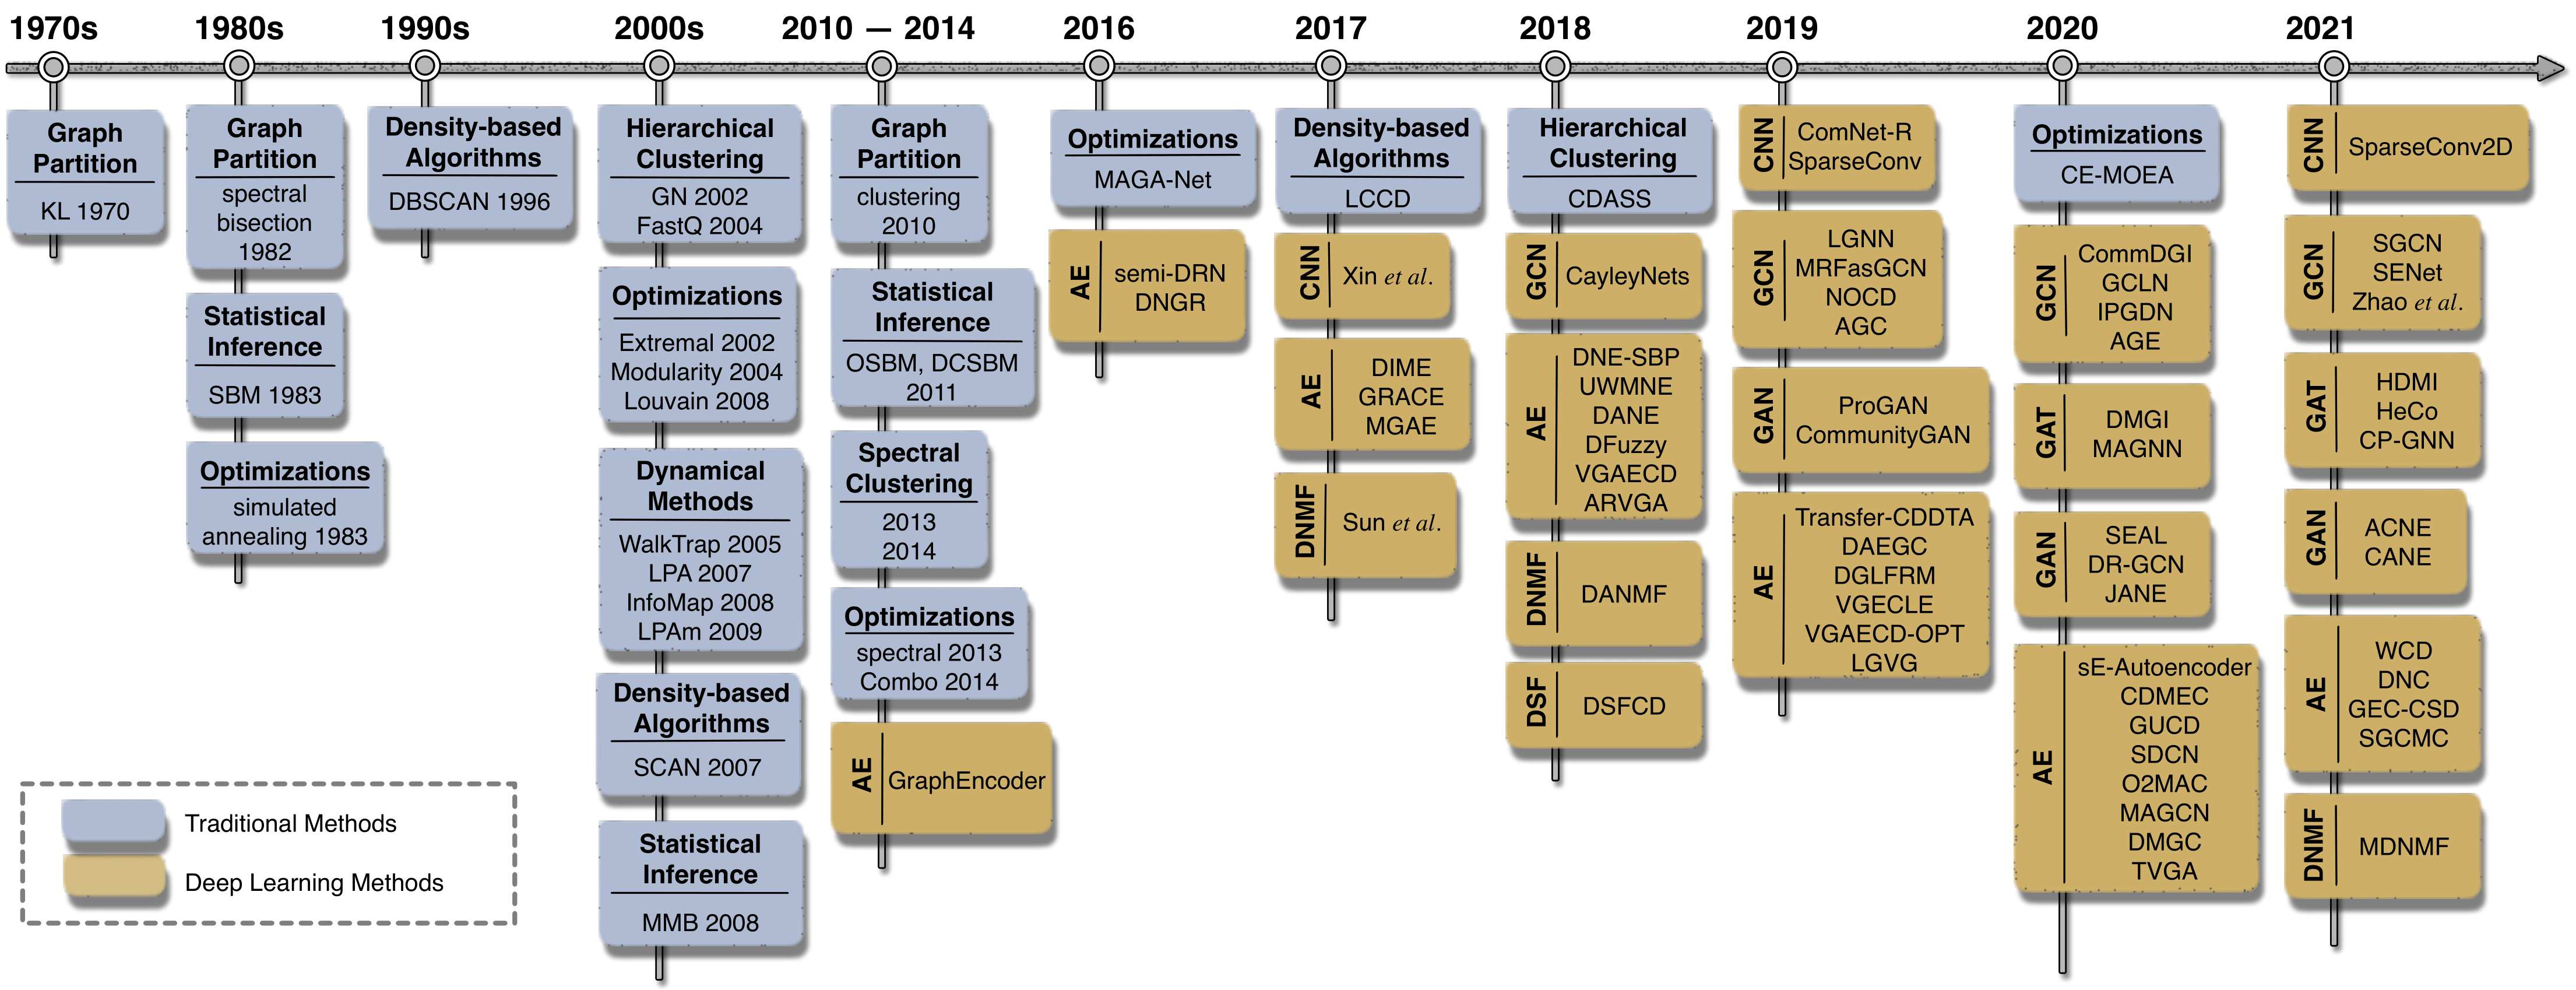 1970s
1980s
1990s
2000s
2010 — 2014
2016
2017
2018
2019
2020
2021
Graph
Partition
KL 1970
Graph
Partition
spectral
bisection
1982
Statistical
Inference
SBM 1983
Optimizations
simulated
annealing 1983
Density-based
Algorithms
DBSCAN 1996
Hierarchical
Clustering
GN 2002
FastQ 2004
Optimizations
Extremal 2002
Modularity 2004
Louvain 2008
Dynamical
Methods
WalkTrap 2005
LPA 2007
InfoMap 2008
LPAm 2009
Density-based
Algorithms
SCAN 2007
Statistical
Inference
MMB 2008
Graph
Partition
clustering
2010
Statistical
Inference
OSBM, DCSBM
2011
Spectral
Clustering
2013
2014
Optimizations
spectral 2013
Combo 2014
AE
GraphEncoder
Optimizations
MAGA-Net
AE
semi-DRN
DNGR
Density-based
Algorithms
LCCD
CNN
Xin et al.
AE
DIME
GRACE
MGAE
DNMF
Sun et al.
Hierarchical
Clustering
CDASS
GCN
CayleyNets
AE
DNE-SBP
UWMNE
DANE
DFuzzy
VGAECD
ARVGA
DNMF
DANMF
DSF
DSFCD
CNN
ComNet-R
SparseConv
GCN
LGNN
MRFasGCN
NOCD
AGC
GAN
ProGAN
CommunityGAN
AE
Transfer-CDDTA
DAEGC
DGLFRM
VGECLE
VGAECD-OPT
LGVG
Optimizations
CE-MOEA
GCN
CommDGI
GCLN
IPGDN
AGE
GAT
DMGI
MAGNN
GAN
SEAL
DR-GCN
JANE
AE
sE-Autoencoder
CDMEC
GUCD
SDCN
O2MAC
MAGCN
DMGC
TVGA
CNN
SparseConv2D
GCN
SGCN
SENet
Zhao et al.
GAT
HDMI
HeCo
CP-GNN
GAN
ACNE
CANE
AE
WCD
DNC
GEC-CSD
SGCMC
DNMF
MDNMF
Traditional Methods
Deep Learning Methods